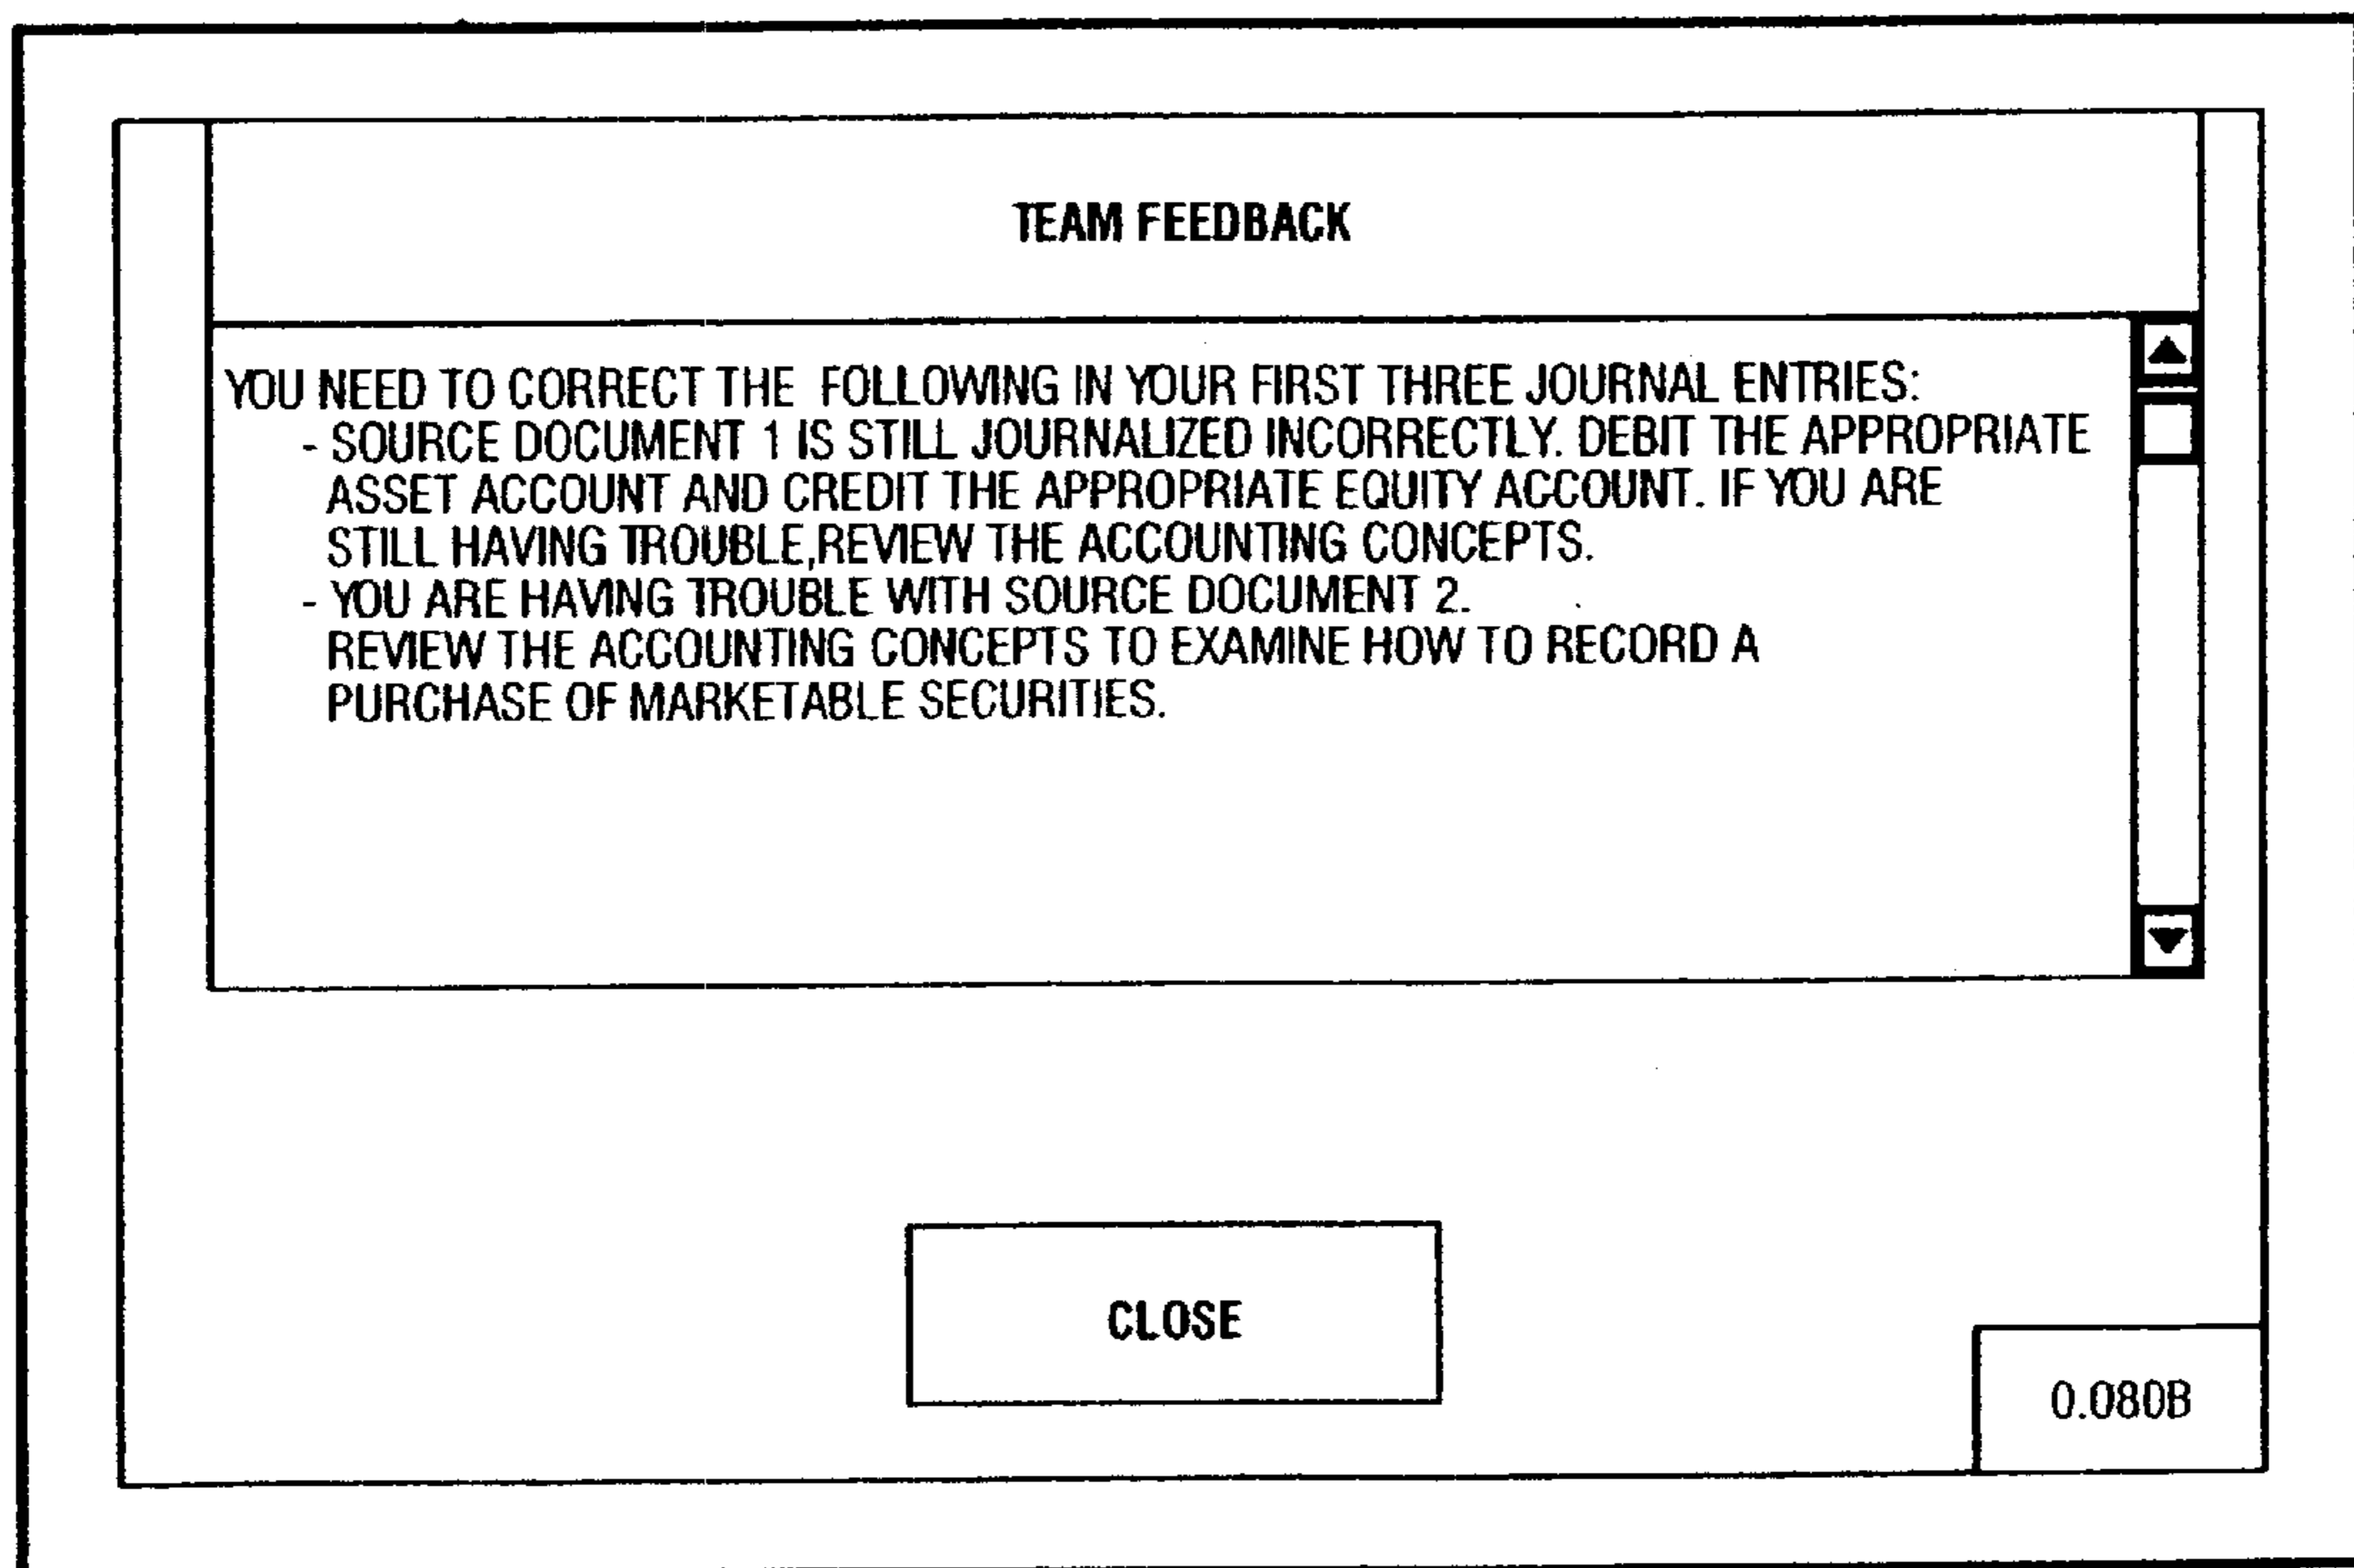 TEAM FEEDBACK
YOU NEED TO CORRECT THE FOLLOWING IN YOUR FIRST THREE JOURNAL ENTRIES:
- SOURCE DOCUMENT 1 IS STILL JOURNALIZED INCORRECTLY. DEBIT THE APPROPRIATE
ASSET ACCOUNT AND CREDIT THE APPROPRIATE EQUITY ACCOUNT. IF YOU ARE
STILL HAVING TROUBLE,REVIEW THE ACCOUNTING CONCEPTS.
- YOU ARE HAVING TROUBLE WITH SOURCE DOCUMENT 2.
REVIEW THE ACCOUNTING CONCEPTS TO EXAMINE HOW TO RECORD A
PURCHASE OF MARKETABLE SECURITIES.
CLOSE
0.080B